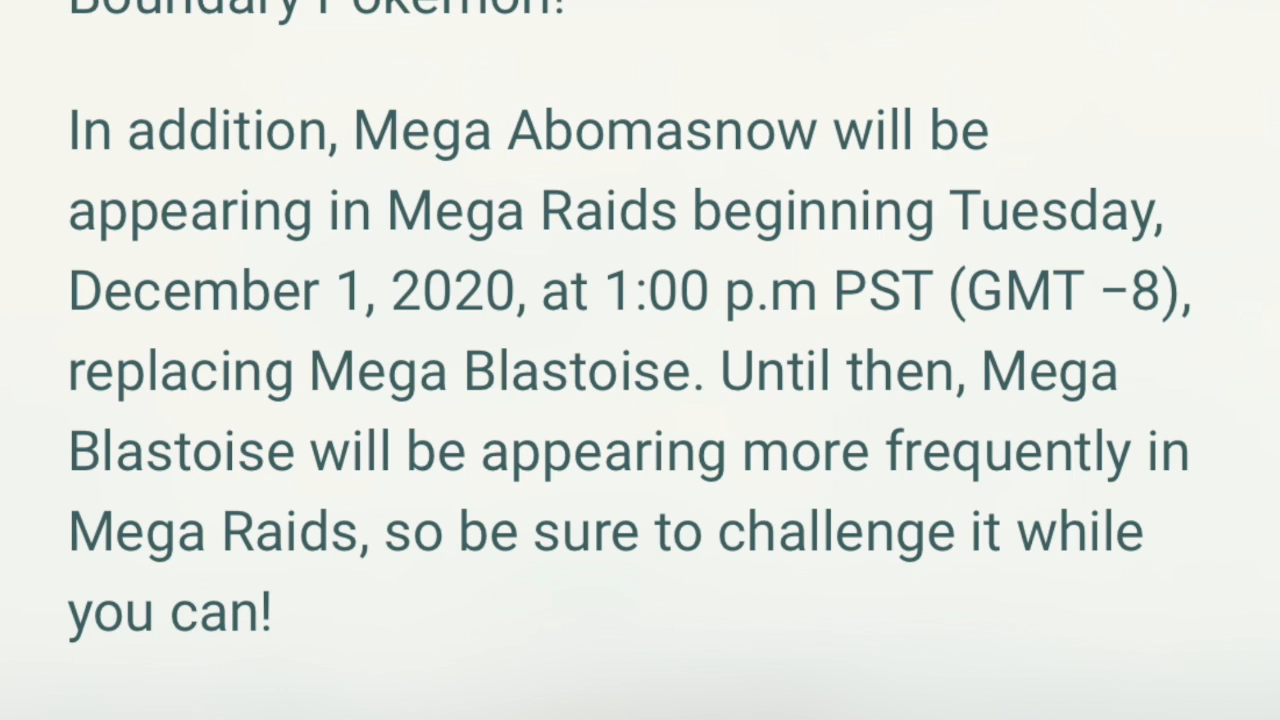 Boundary Pokémon!
In addition, Mega Abomasnow will be
appearing in Mega Raids beginning Tuesday,
December 1, 2020, at 1:00 p.m PST (GMT −8),
replacing Mega Blastoise. Until then, Mega
Blastoise will be appearing more frequently in
Mega Raids, so be sure to challenge it while
you can!